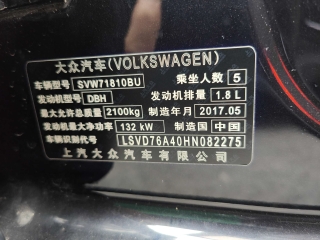 大众汽车(VOLKSWAGEN)
车辆型号 SVW71810BU 乘坐人数 5
发动机型号 DBH 发动机排量 1.8 L
最大允许总质量 2100kg 制造年月 2017.05
发动机最大净功率 132 kW 制造国 中国
车辆识别代号 LSVD76A40HN082275
上汽大众汽车有限公司